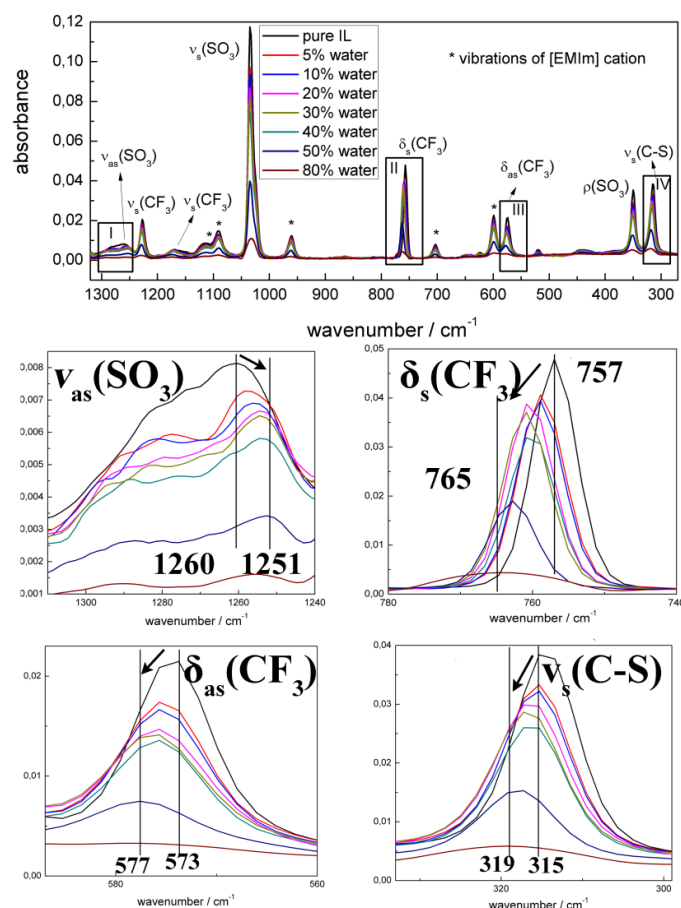 νs(SO3)
pure IL
5% water
10% water
20% water
30% water
40% water
50% water
80% water
* vibrations of [EMIm] cation
νas(SO3)
νs(CF3)
νs(CF3)
δs(CF3)
δas(CF3)
ρ(SO3)
νs(C-S)
I
II
III
IV
* * * * * *
absorbance
0,12
0,10
0,08
0,06
0,04
0,02
0,00
1300 1200 1100 1000 900 800 700 600 500 400 300
wavenumber / cm-1
νas(SO3)
0,008
0,007
0,006
0,005
0,004
0,003
0,002
0,001
1260 1251
1300 1280 1260 1240
wavenumber / cm-1
δs(CF3)
757
765
0,05
0,04
0,03
0,02
0,01
0,00
780 760 740
wavenumber / cm-1
δas(CF3)
0,02
0,01
0,00
577 573
580 560
wavenumber / cm-1
νs(C-S)
0,04
0,03
0,02
0,01
0,00
319 315
320 300
wavenumber / cm-1